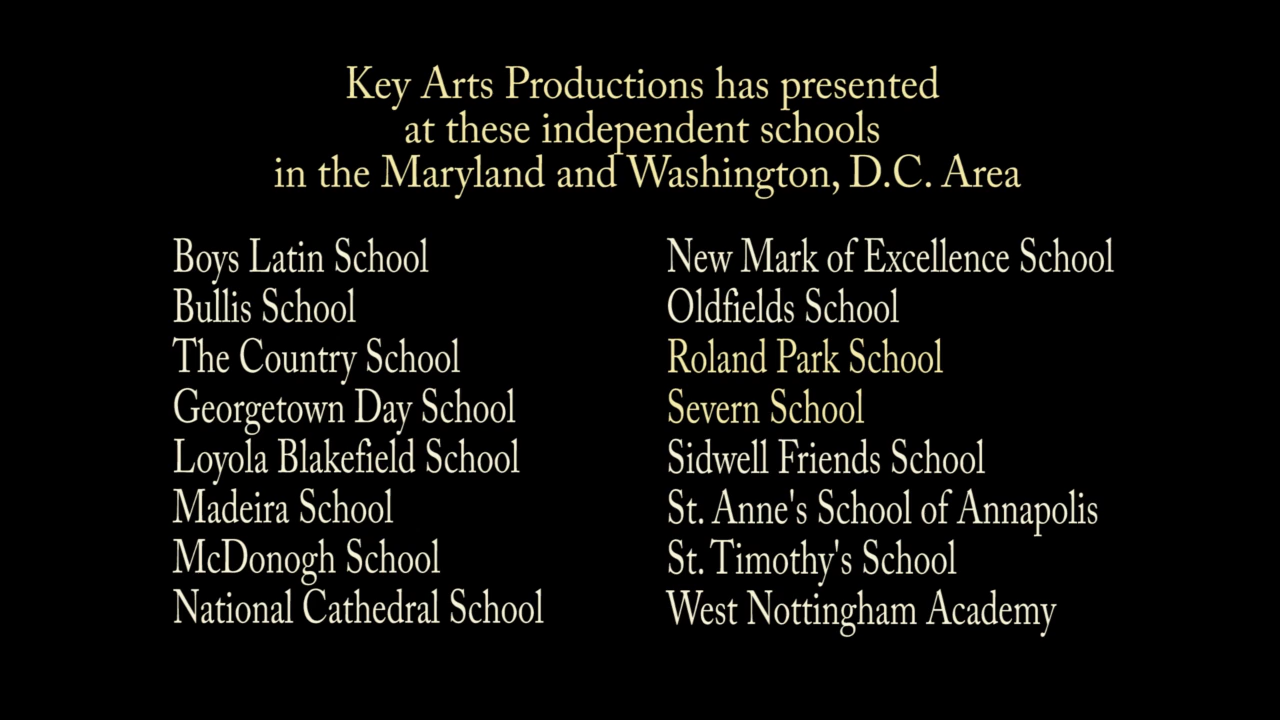 Key Arts Productions has presented
at these independent schools
in the Maryland and Washington, D.C. Area
Boys Latin School
Bullis School
The Country School
Georgetown Day School
Loyola Blakefield School
Madeira School
McDonogh School
National Cathedral School
New Mark of Excellence School
Oldfields School
Roland Park School
Severn School
Sidwell Friends School
St. Anne's School of Annapolis
St. Timothy's School
West Nottingham Academy